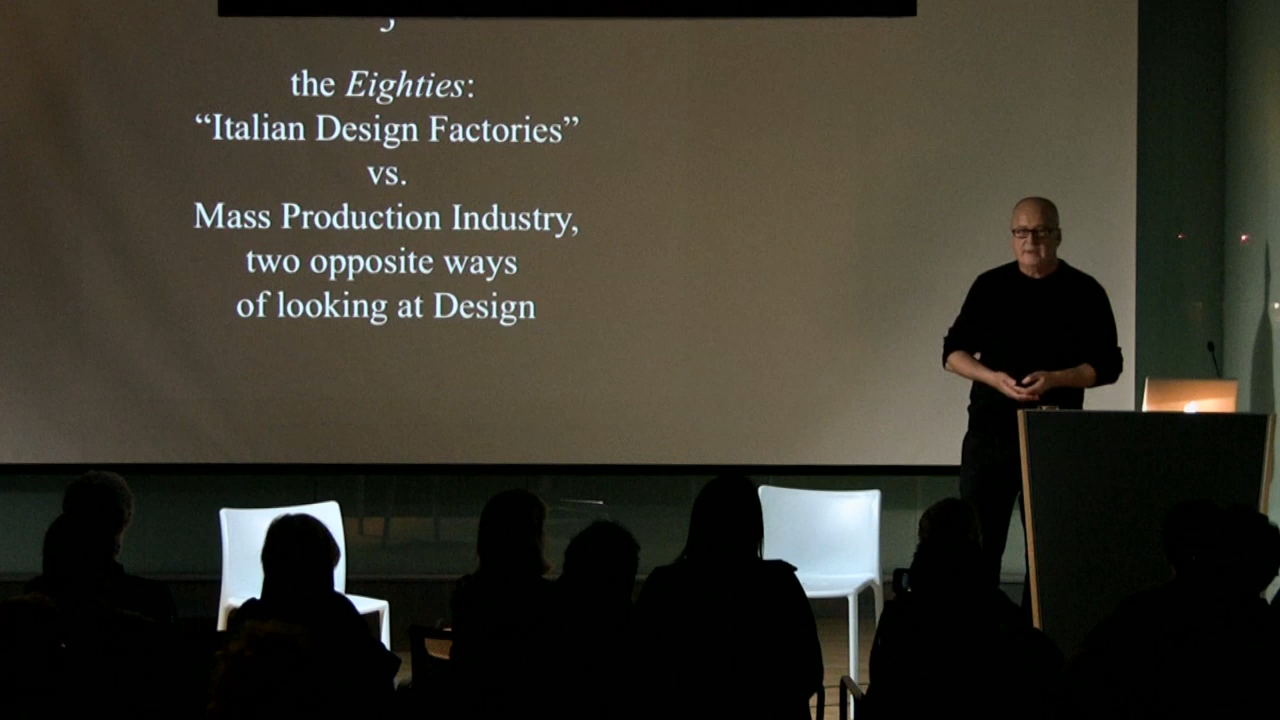 the Eighties:
“Italian Design Factories”
vs.
Mass Production Industry,
two opposite ways
of looking at Design